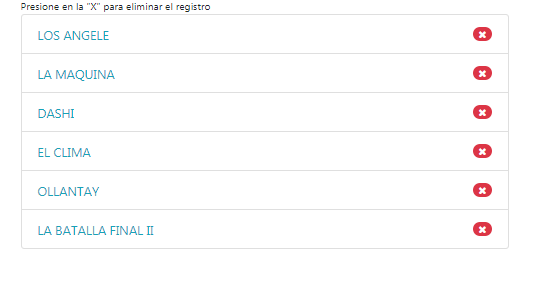 Presione en la "X" para eliminar el registro
LOS ANGELE
LA MAQUINA
DASHI
EL CLIMA
OLLANTAY
LA BATALLA FINAL II